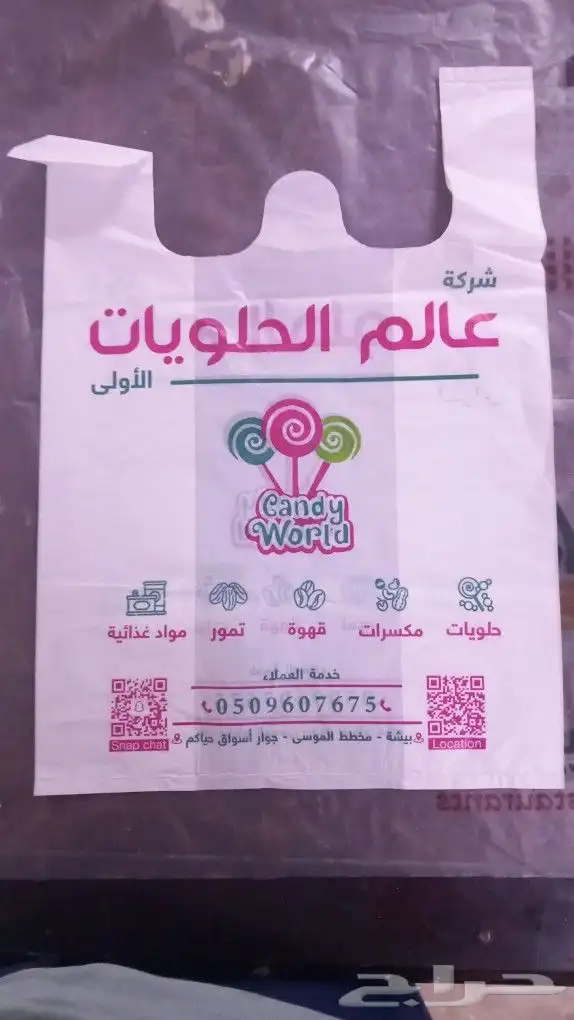 شركة
عالم الحلويات
الأولى
Candy
World
حلويات مكسرات قهوة تمور مواد غذائية
خدمة العملاء
0509607675
بيشة - مخطط الموسى - جوار أسواق حياكم
Snap chat
Location
staurants
حراج